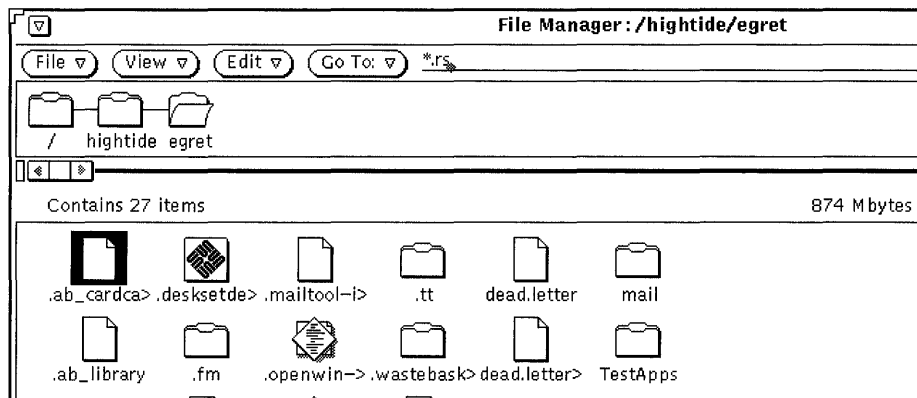 File Manager: /hightide/egret
File View Edit Go To: *.rs
/ hightide egret
Contains 27 items 874 Mbytes
.ab_cardca> .desksetde> .mailtool-i> .tt dead.letter mail
.ab_library .fm .openwin-> .wastebask> dead.letter> TestApps